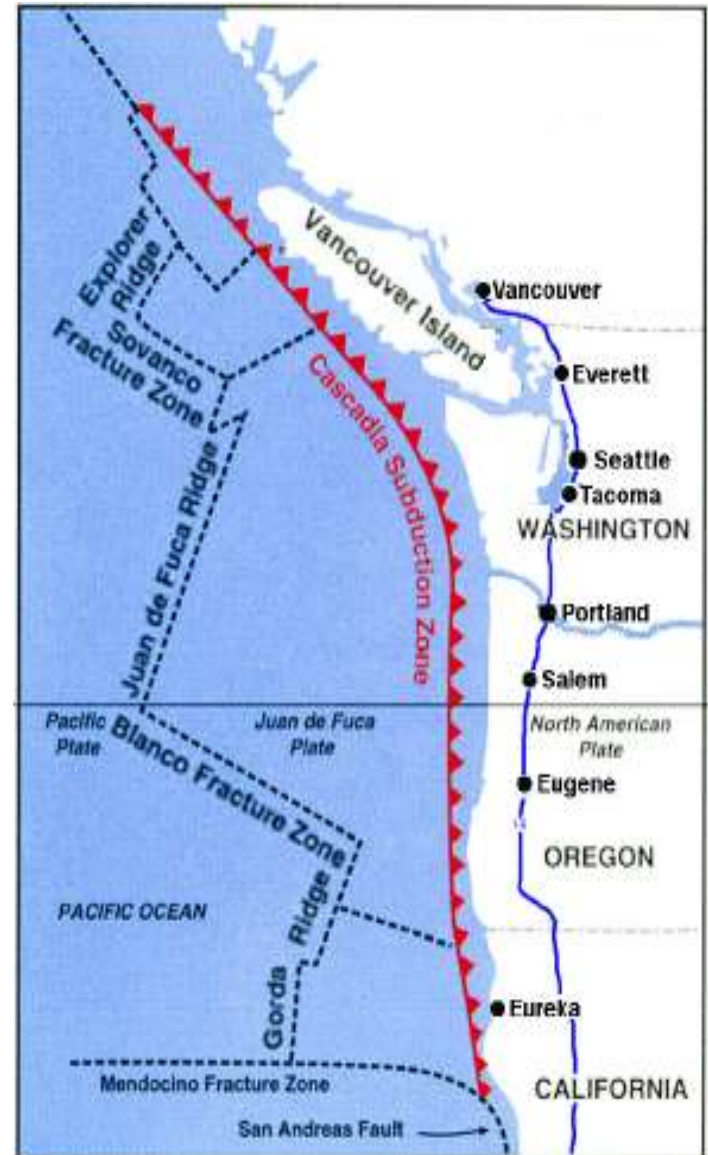 Vancouver Island
Vancouver
Explorer
Ridge
Sovanco
Fracture Zone
Everett
Cascadia Subduction Zone
Seattle
Tacoma
WASHINGTON
Juan de Fuca Ridge
Portland
Salem
Pacific
Plate
Juan de Fuca
Plate
North American
Plate
Blanco Fracture Zone
Eugene
OREGON
PACIFIC OCEAN
Gorda Ridge
Eureka
Mendocino Fracture Zone
CALIFORNIA
San Andreas Fault